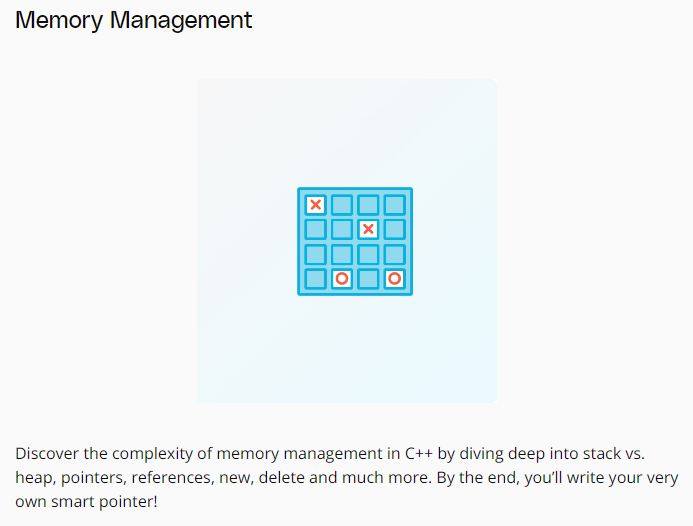 Memory Management
Discover the complexity of memory management in C++ by diving deep into stack vs.
heap, pointers, references, new, delete and much more. By the end, you’ll write your very
own smart pointer!